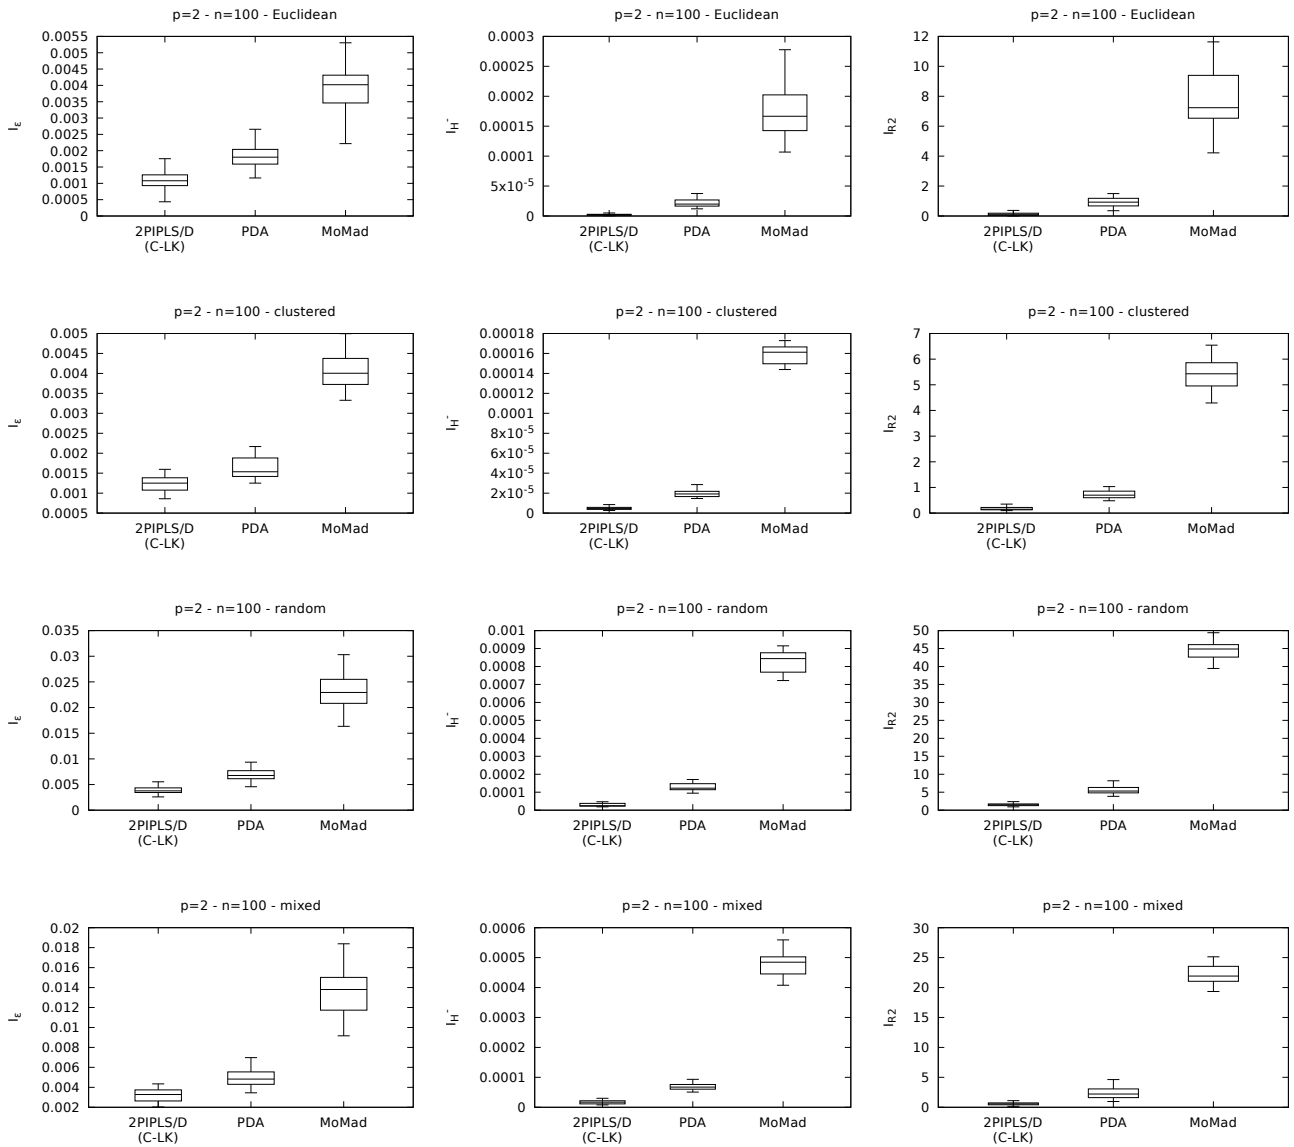 p=2 - n=100 - Euclidean
0.0055
0.005
0.0045
0.004
0.0035
0.003
0.0025
0.002
0.0015
0.001
0.0005
0
Iε
2PIPLS/D
(C-LK)
PDA
MoMad
p=2 - n=100 - Euclidean
0.0003
0.00025
0.0002
0.00015
0.0001
5x10⁻⁵
0
I_H⁻
2PIPLS/D
(C-LK)
PDA
MoMad
p=2 - n=100 - Euclidean
12
10
8
6
4
2
0
I_R2
2PIPLS/D
(C-LK)
PDA
MoMad
p=2 - n=100 - clustered
0.005
0.0045
0.004
0.0035
0.003
0.0025
0.002
0.0015
0.001
0.0005
Iε
2PIPLS/D
(C-LK)
PDA
MoMad
p=2 - n=100 - clustered
0.00018
0.00016
0.00014
0.00012
0.0001
8x10⁻⁵
6x10⁻⁵
4x10⁻⁵
2x10⁻⁵
0
I_H⁻
2PIPLS/D
(C-LK)
PDA
MoMad
p=2 - n=100 - clustered
7
6
5
4
3
2
1
0
I_R2
2PIPLS/D
(C-LK)
PDA
MoMad
p=2 - n=100 - random
0.035
0.03
0.025
0.02
0.015
0.01
0.005
0
Iε
2PIPLS/D
(C-LK)
PDA
MoMad
p=2 - n=100 - random
0.001
0.0009
0.0008
0.0007
0.0006
0.0005
0.0004
0.0003
0.0002
0.0001
0
I_H⁻
2PIPLS/D
(C-LK)
PDA
MoMad
p=2 - n=100 - random
50
45
40
35
30
25
20
15
10
5
0
I_R2
2PIPLS/D
(C-LK)
PDA
MoMad
p=2 - n=100 - mixed
0.02
0.018
0.016
0.014
0.012
0.01
0.008
0.006
0.004
0.002
Iε
2PIPLS/D
(C-LK)
PDA
MoMad
p=2 - n=100 - mixed
0.0006
0.0005
0.0004
0.0003
0.0002
0.0001
0
I_H⁻
2PIPLS/D
(C-LK)
PDA
MoMad
p=2 - n=100 - mixed
30
25
20
15
10
5
0
I_R2
2PIPLS/D
(C-LK)
PDA
MoMad